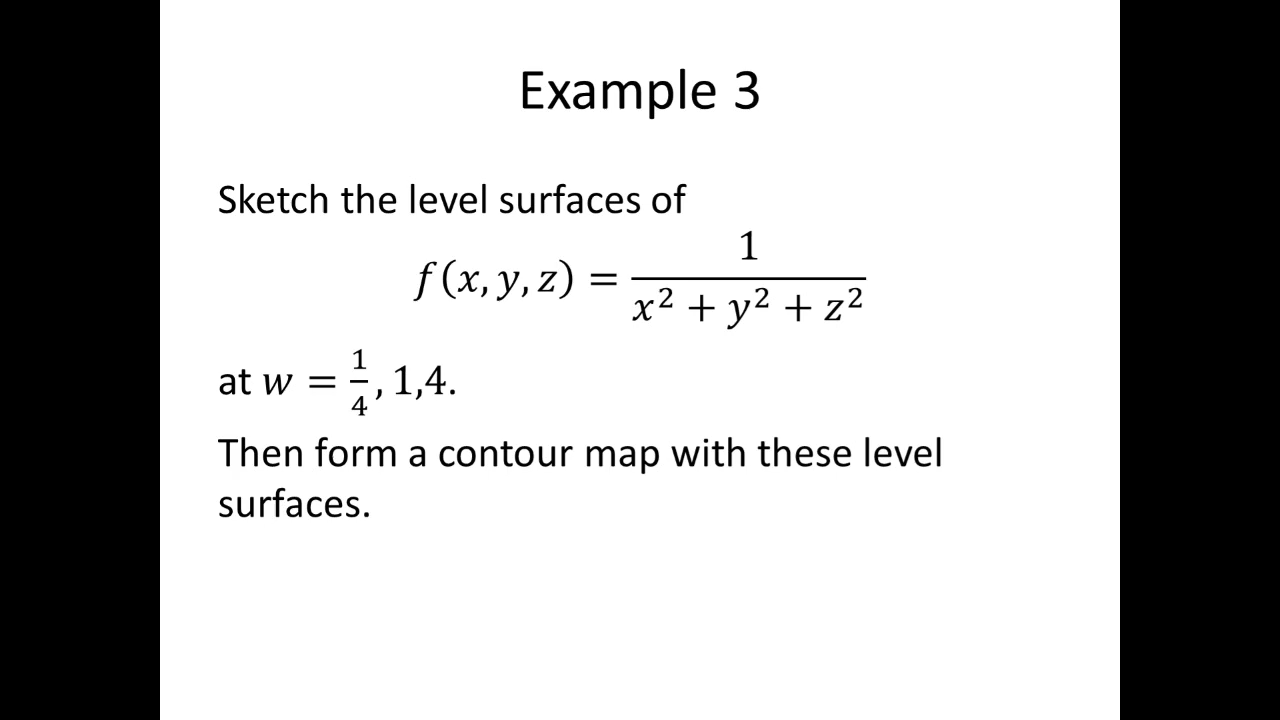 Example 3
Sketch the level surfaces of
f(x, y, z) = 1 / (x² + y² + z²)
at w = 1/4, 1,4.
Then form a contour map with these level
surfaces.